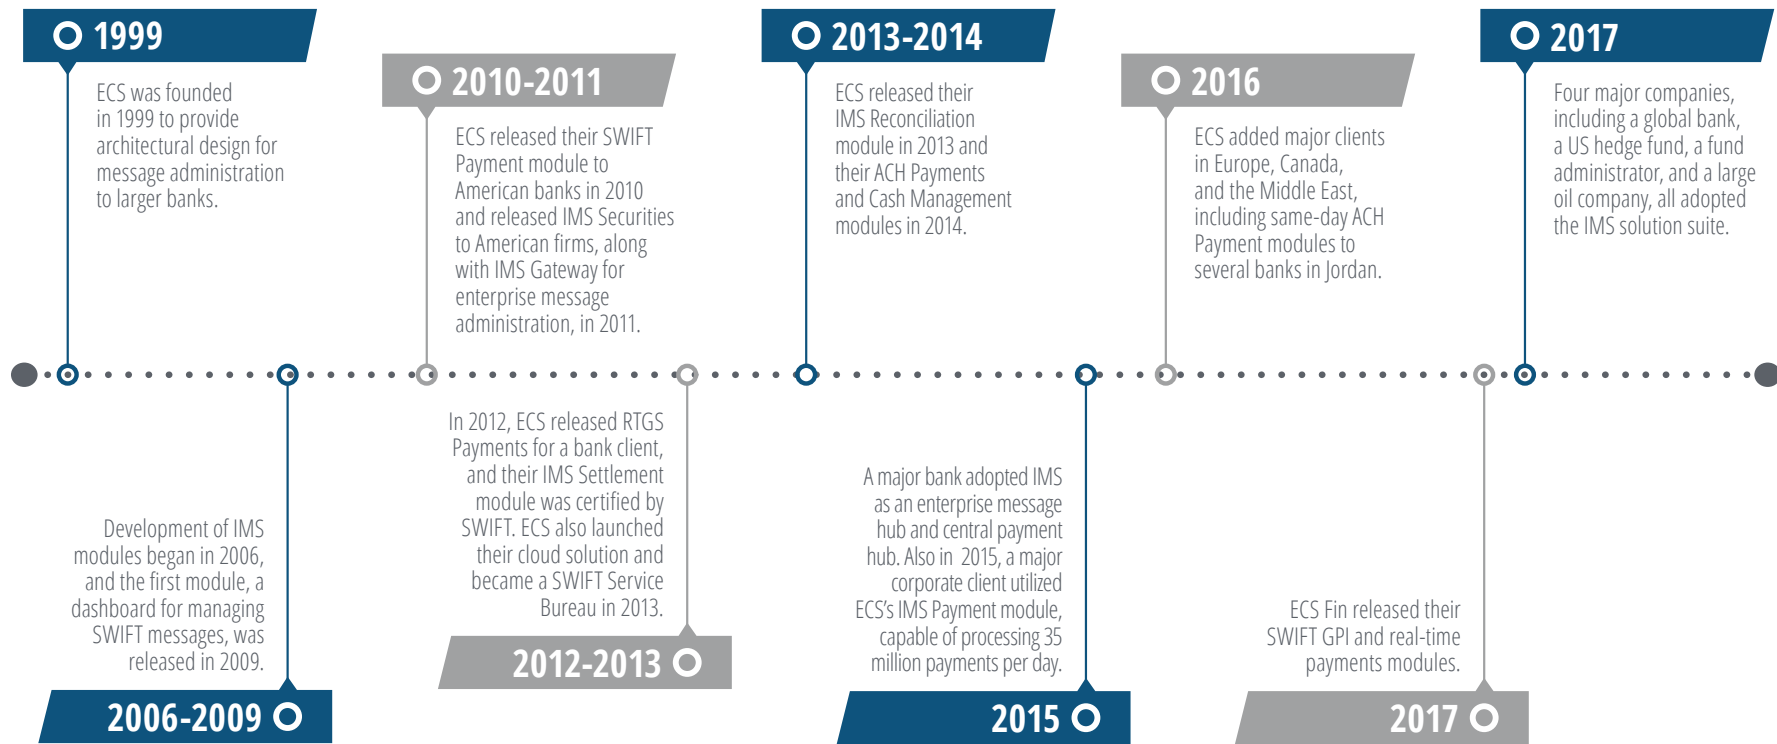 1999
ECS was founded
in 1999 to provide
architectural design for
message administration
to larger banks.
2006-2009
Development of IMS
modules began in 2006,
and the first module, a
dashboard for managing
SWIFT messages, was
released in 2009.
2010-2011
ECS released their SWIFT
Payment module to
American banks in 2010
and released IMS Securities
to American firms, along
with IMS Gateway for
enterprise message
administration, in 2011.
In 2012, ECS released RTGS
Payments for a bank client,
and their IMS Settlement
module was certified by
SWIFT. ECS also launched
their cloud solution and
became a SWIFT Service
Bureau in 2013.
2012-2013
2013-2014
ECS released their
IMS Reconciliation
module in 2013 and
their ACH Payments
and Cash Management
modules in 2014.
A major bank adopted IMS
as an enterprise message
hub and central payment
hub. Also in 2015, a major
corporate client utilized
ECS's IMS Payment module,
capable of processing 35
million payments per day.
2015
2016
ECS added major clients
in Europe, Canada,
and the Middle East,
including same-day ACH
Payment modules to
several banks in Jordan.
ECS Fin released their
SWIFT GPI and real-time
payments modules.
2017
2017
Four major companies,
including a global bank,
a US hedge fund, a fund
administrator, and a large
oil company, all adopted
the IMS solution suite.